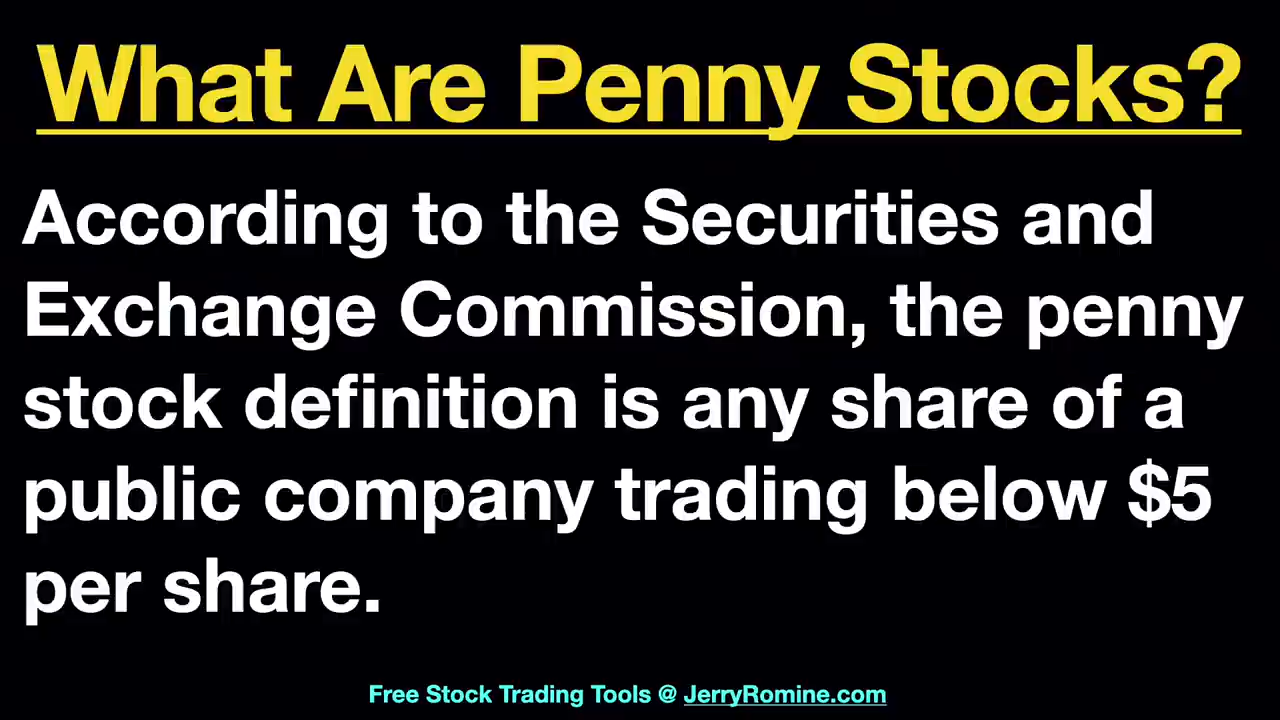 What Are Penny Stocks?
According to the Securities and
Exchange Commission, the penny
stock definition is any share of a
public company trading below $5
per share.
Free Stock Trading Tools @ JerryRomine.com